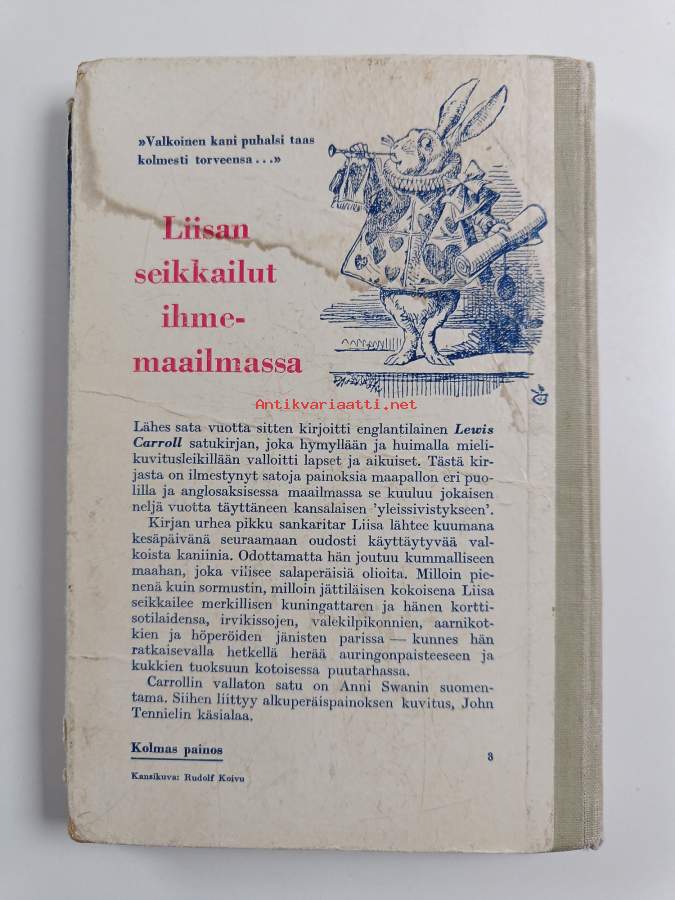 »Valkoinen kani puhalsi taas
kolmesti torveensa...»
Liisan
seikkailut
ihme-
maailmassa
Antikvariaatti.net
Lähes sata vuotta sitten kirjoitti englantilainen Lewis
Carroll satukirjan, joka hymyllään ja huimalla mieli-
kuvitusleikillään valloitti lapset ja aikuiset. Tästä kir-
jasta on ilmestynyt satoja painoksia maapallon eri puo-
lilla ja anglosaksisessa maailmassa se kuuluu jokaisen
neljä vuotta täyttäneen kansalaisen 'yleissivistykseen'.
Kirjan urhea pikku sankaritar Liisa lähtee kuumana
kesäpäivänä seuraamaan oudosti käyttäytyvää val-
koista kaniinia. Odottamatta hän joutuu kummalliseen
maahan, joka vilisee salaperäisiä olioita. Milloin pie-
nenä kuin sormustin, milloin jättiläisen kokoisena Liisa
seikkailee merkillisen kuningattaren ja hänen kortti-
sotilaidensa, irvikissojen, valekilpikonnien, aarnikot-
kien ja höperöiden jänisten parissa — kunnes hän
ratkaisevalla hetkellä herää auringonpaisteeseen ja
kukkien tuoksuun kotoisessa puutarhassa.
Carrollin vallaton satu on Anni Swanin suomen-
tama. Siihen liittyy alkuperäispainoksen kuvitus, John
Tennielin käsialaa.
Kolmas painos
3
Kansikuva: Rudolf Koivu